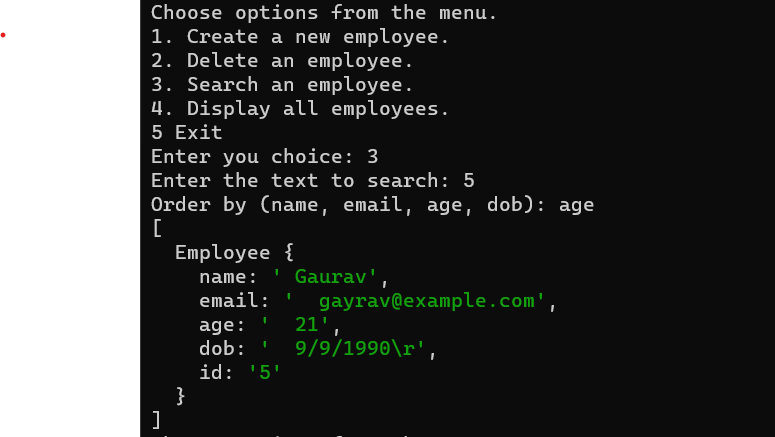 Choose options from the menu.
1. Create a new employee.
2. Delete an employee.
3. Search an employee.
4. Display all employees.
5 Exit
Enter you choice: 3
Enter the text to search: 5
Order by (name, email, age, dob): age
[
  Employee {
    name: ' Gaurav',
    email: '  gayrav@example.com',
    age: '  21',
    dob: '  9/9/1990\r',
    id: '5'
  }
]